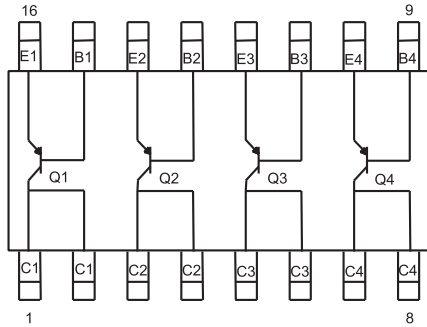 16 9
E1 B1 E2 B2 E3 B3 E4 B4
Q1 Q2 Q3 Q4
C1 C1 C2 C2 C3 C3 C4 C4
1 8